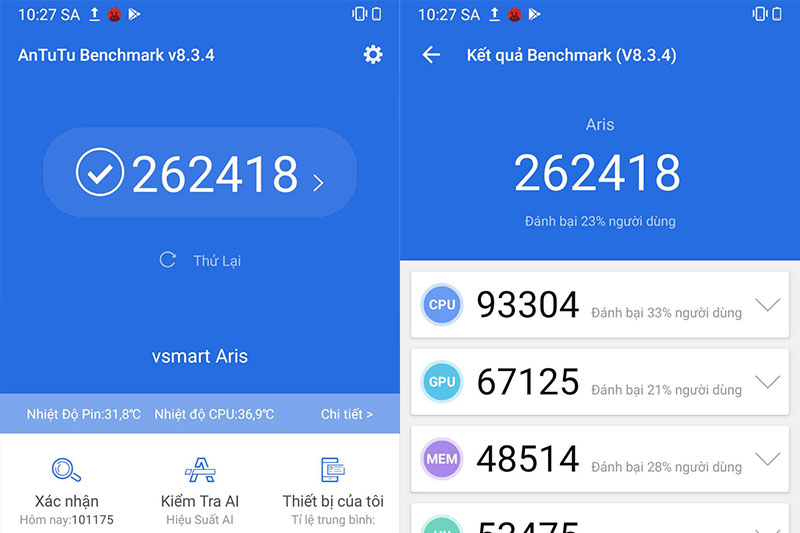 10:27 SA
AnTuTu Benchmark v8.3.4
262418
Thử Lại
vsmart Aris
Nhiệt Độ Pin:31,8℃ Nhiệt độ CPU:36,9℃ Chi tiết >
Xác nhận
Hôm nay:101175
Kiểm Tra AI
Hiệu Suất AI
Thiết bị của tôi
Tỉ lệ trung bình:
10:27 SA
Kết quả Benchmark (V8.3.4)
Aris
262418
Đánh bại 23% người dùng
CPU 93304 Đánh bại 33% người dùng
GPU 67125 Đánh bại 21% người dùng
MEM 48514 Đánh bại 28% người dùng
UX 53475